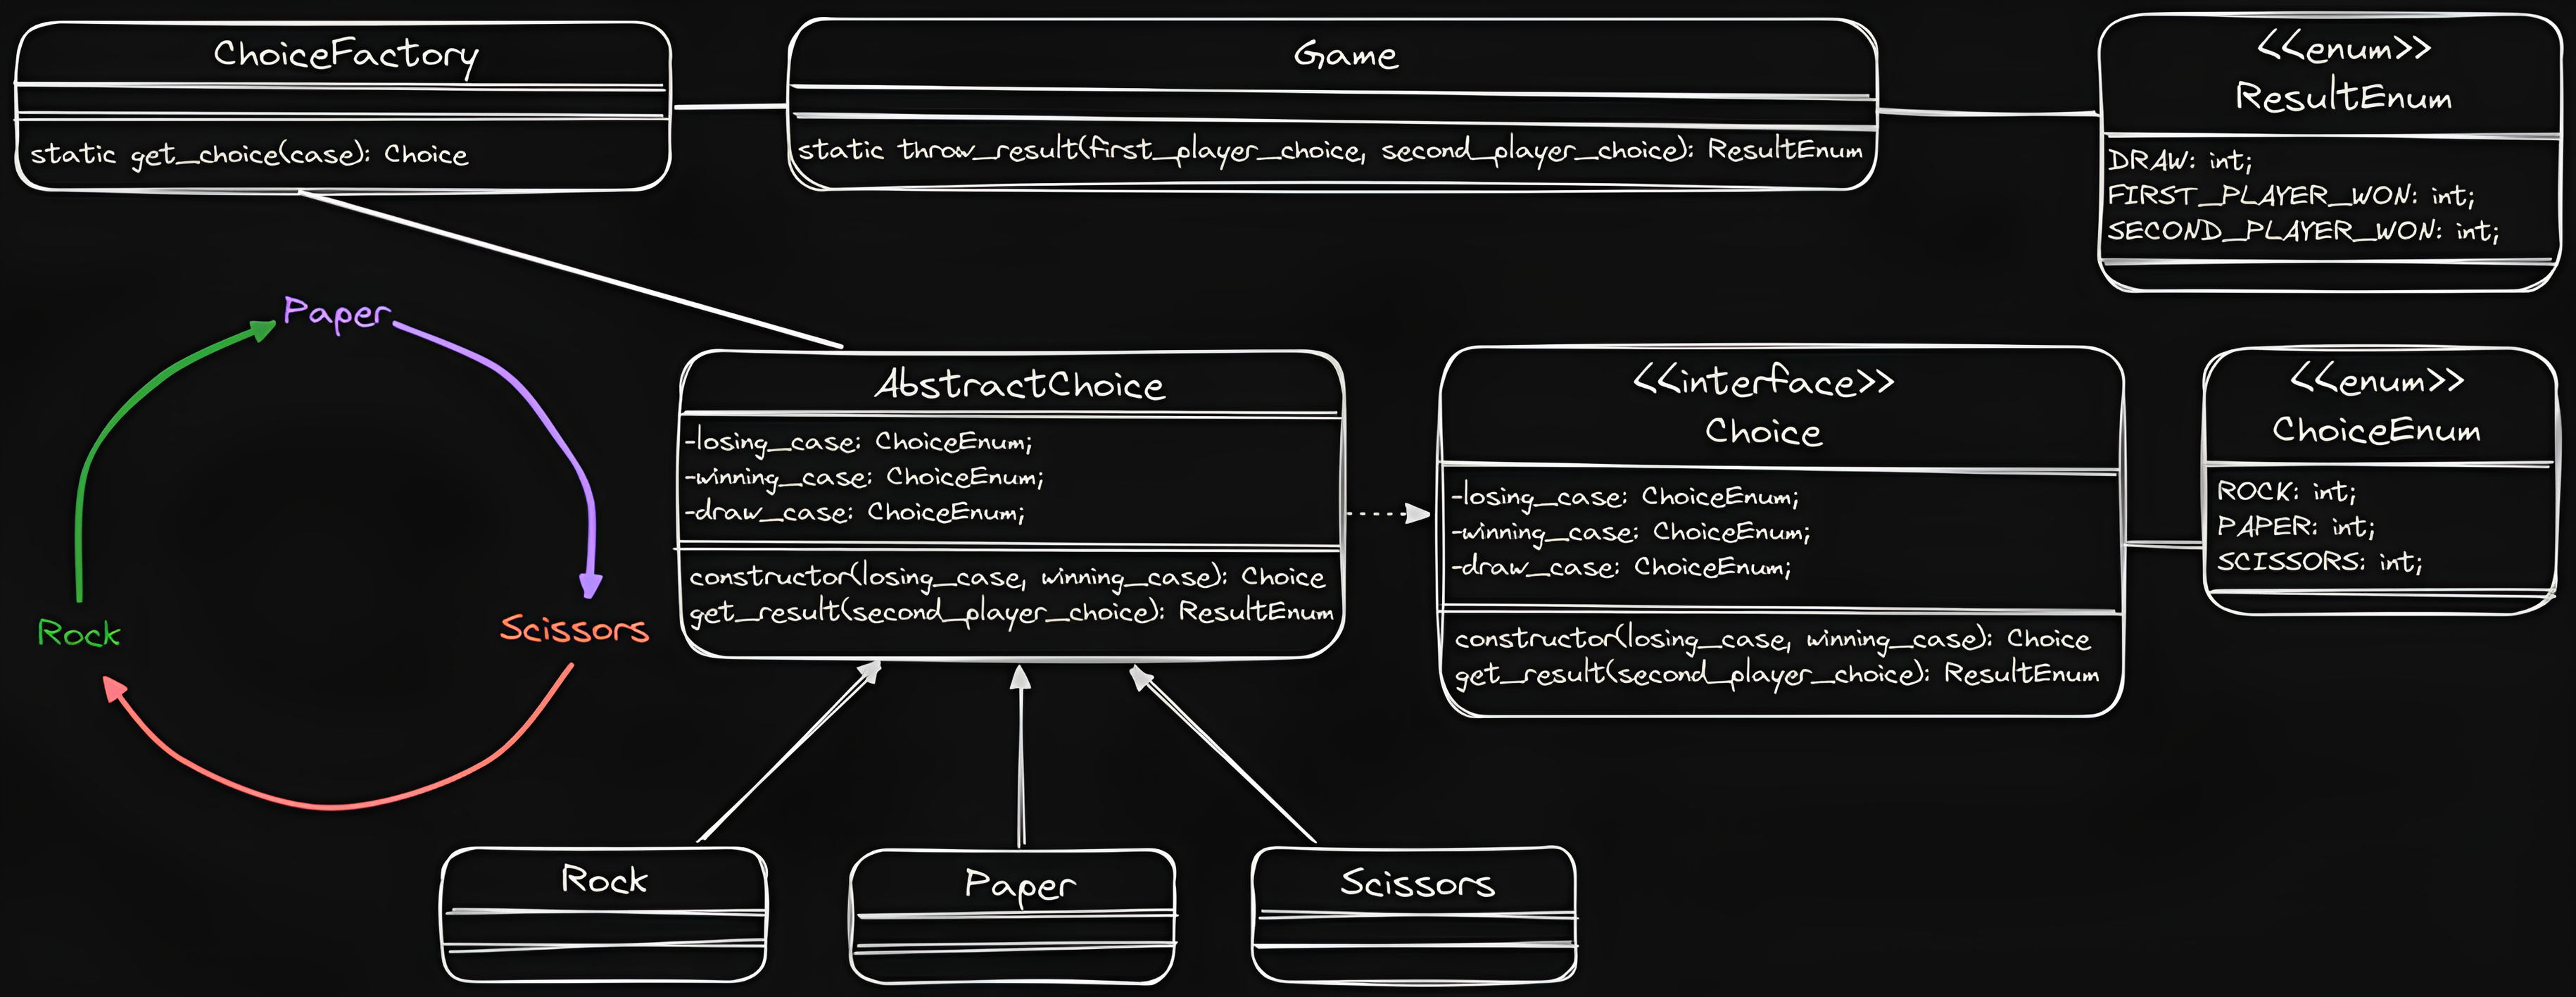 ChoiceFactory
static get_choice(case): Choice
Game
static throw_result(first_player_choice, second_player_choice): ResultEnum
<<enum>>
ResultEnum
DRAW: int;
FIRST_PLAYER_WON: int;
SECOND_PLAYER_WON: int;
Paper
Scissors
Rock
AbstractChoice
-losing_case: ChoiceEnum;
-winning_case: ChoiceEnum;
-draw_case: ChoiceEnum;
constructor(losing_case, winning_case): Choice
get_result(second_player_choice): ResultEnum
<<interface>>
Choice
-losing_case: ChoiceEnum;
-winning_case: ChoiceEnum;
-draw_case: ChoiceEnum;
constructor(losing_case, winning_case): Choice
get_result(second_player_choice): ResultEnum
<<enum>>
ChoiceEnum
ROCK: int;
PAPER: int;
SCISSORS: int;
Rock
Paper
Scissors